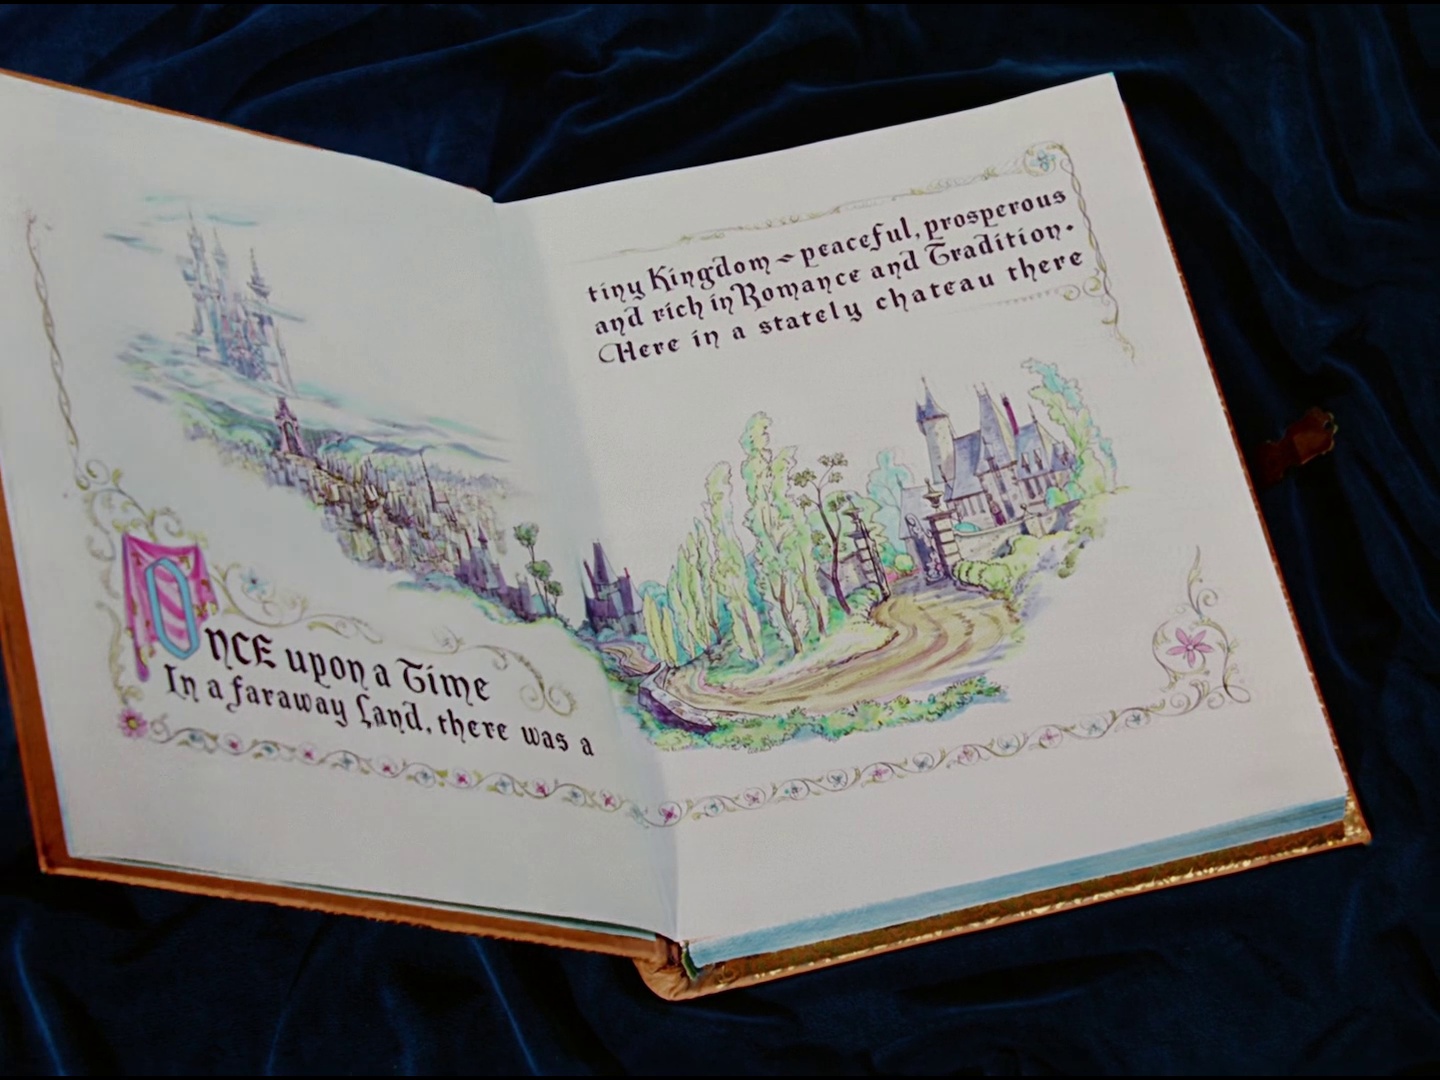 ONCE upon a Time
In a faraway Land, there was a
tiny Kingdom ~ peaceful, prosperous
and rich in Romance and Tradition.
Here in a stately chateau there